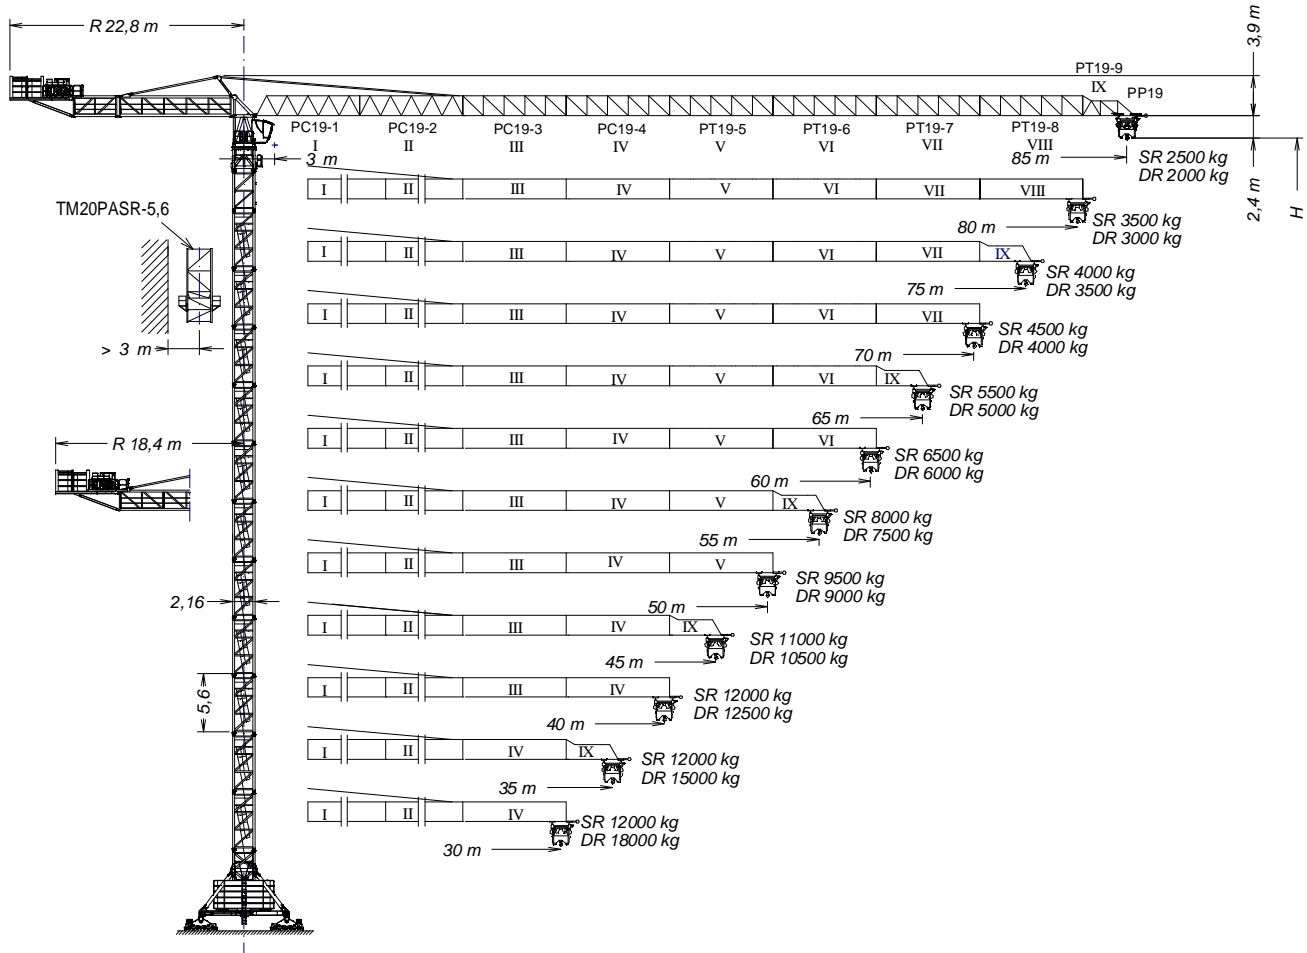 R 22,8 m
3,9 m
PT19-9
IX
PP19
PC19-1 PC19-2 PC19-3 PC19-4 PT19-5 PT19-6 PT19-7 PT19-8
I II III IV V VI VII VIII
3 m
85 m
SR 2500 kg
DR 2000 kg
2,4 m
H
I II III IV V VI VII VIII
80 m
SR 3500 kg
DR 3000 kg
TM20PASR-5,6
I II III IV V VI VII IX
75 m
SR 4000 kg
DR 3500 kg
I II III IV V VI VII
70 m
SR 4500 kg
DR 4000 kg
> 3 m
I II III IV V VI IX
65 m
SR 5500 kg
DR 5000 kg
R 18,4 m
I II III IV V VI
60 m
SR 6500 kg
DR 6000 kg
I II III IV V IX
55 m
SR 8000 kg
DR 7500 kg
I II III IV V
50 m
SR 9500 kg
DR 9000 kg
2,16
I II III IV IX
45 m
SR 11000 kg
DR 10500 kg
5,6
I II III IV
40 m
SR 12000 kg
DR 12500 kg
I II IV IX
35 m
SR 12000 kg
DR 15000 kg
I II IV
30 m
SR 12000 kg
DR 18000 kg